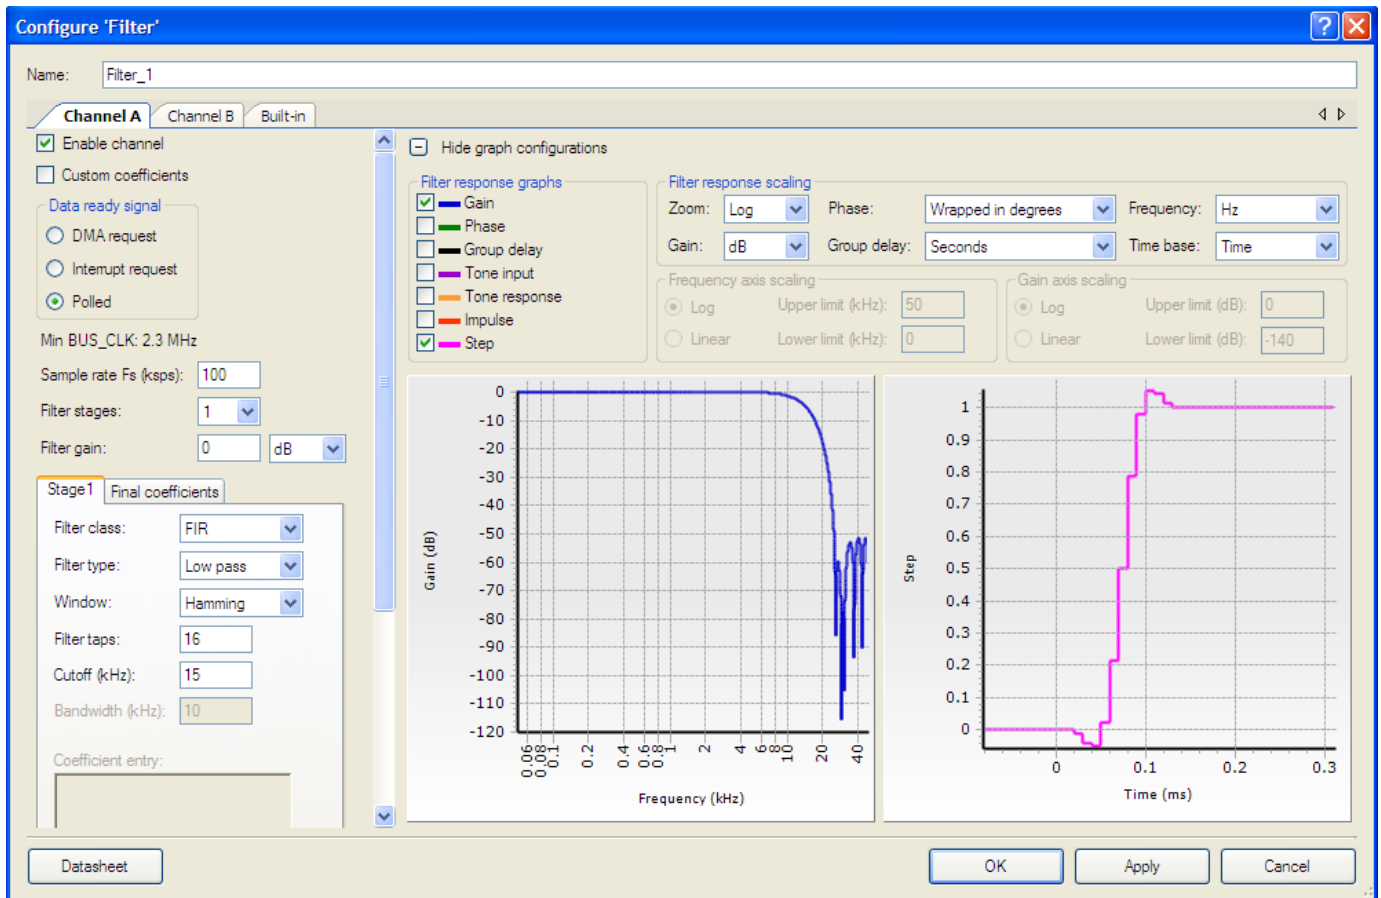 Configure 'Filter'
Name: Filter_1
Channel A Channel B Built-in
Enable channel
Custom coefficients
Data ready signal
DMA request
Interrupt request
Polled
Min BUS_CLK: 2.3 MHz
Sample rate Fs (ksps): 100
Filter stages: 1
Filter gain: 0 dB
Stage1 Final coefficients
Filter class: FIR
Filter type: Low pass
Window: Hamming
Filter taps: 16
Cutoff (kHz): 15
Bandwidth (kHz): 10
Coefficient entry:
Hide graph configurations
Filter response graphs
Gain
Phase
Group delay
Tone input
Tone response
Impulse
Step
Filter response scaling
Zoom: Log Phase: Wrapped in degrees Frequency: Hz
Gain: dB Group delay: Seconds Time base: Time
Frequency axis scaling
Log Upper limit (kHz): 50
Linear Lower limit (kHz): 0
Gain axis scaling
Log Upper limit (dB): 0
Linear Lower limit (dB): -140
Gain (dB)
0
-10
-20
-30
-40
-50
-60
-70
-80
-90
-100
-110
-120
0.06 0.08 0.1 0.2 0.4 0.6 0.8 1 2 4 6 8 10 20 40
Frequency (kHz)
Step
1
0.9
0.8
0.7
0.6
0.5
0.4
0.3
0.2
0.1
0
0 0.1 0.2 0.3
Time (ms)
Datasheet OK Apply Cancel